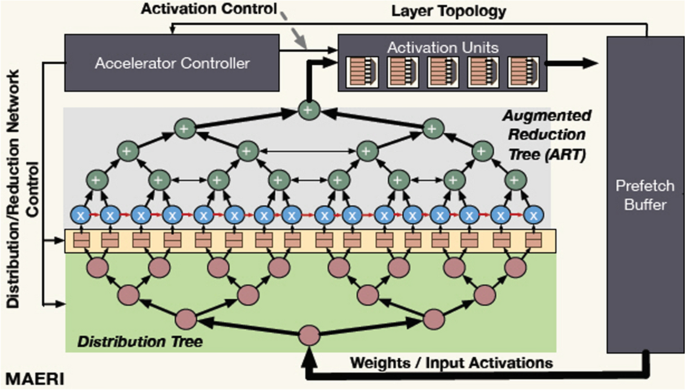 Activation Control
Layer Topology
Accelerator Controller
Activation Units
Augmented
Reduction
Tree (ART)
Prefetch
Buffer
Distribution/Reduction Network
Control
+
+ +
+ + + +
+ + + + + + + +
X X X X X X X X X X X X X X X X
Distribution Tree
Weights / Input Activations
MAERI